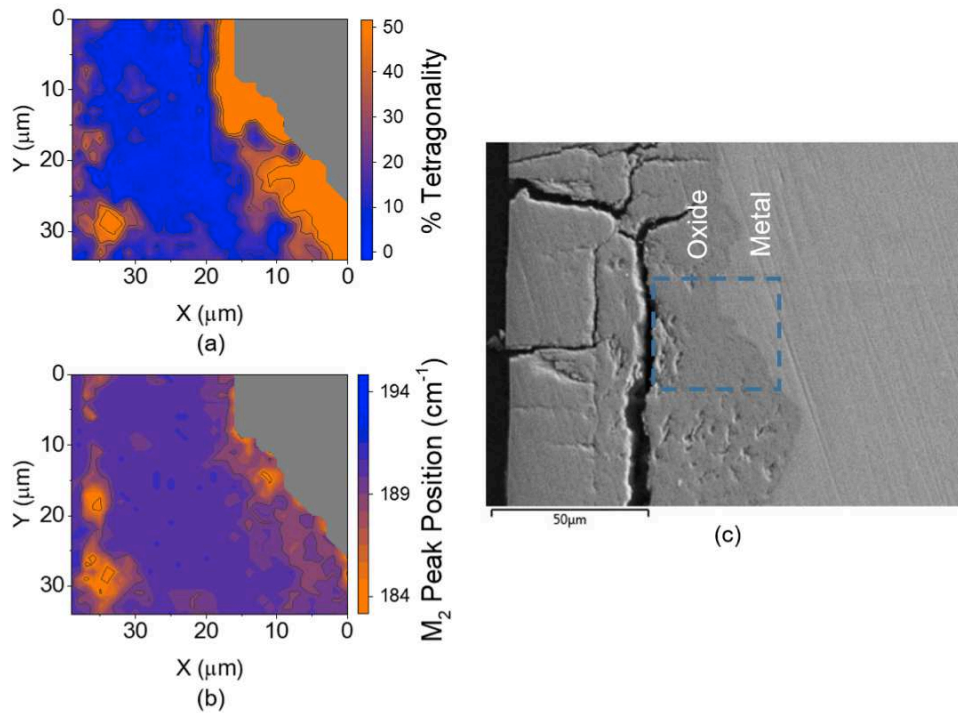 0
10
20
30
Y (μm)
30
20
10
0
X (μm)
(a)
50
40
30
20
10
0
% Tetragonality
0
10
20
30
Y (μm)
30
20
10
0
X (μm)
(b)
194
189
184
M₂ Peak Position (cm⁻¹)
Oxide
Metal
50μm
(c)